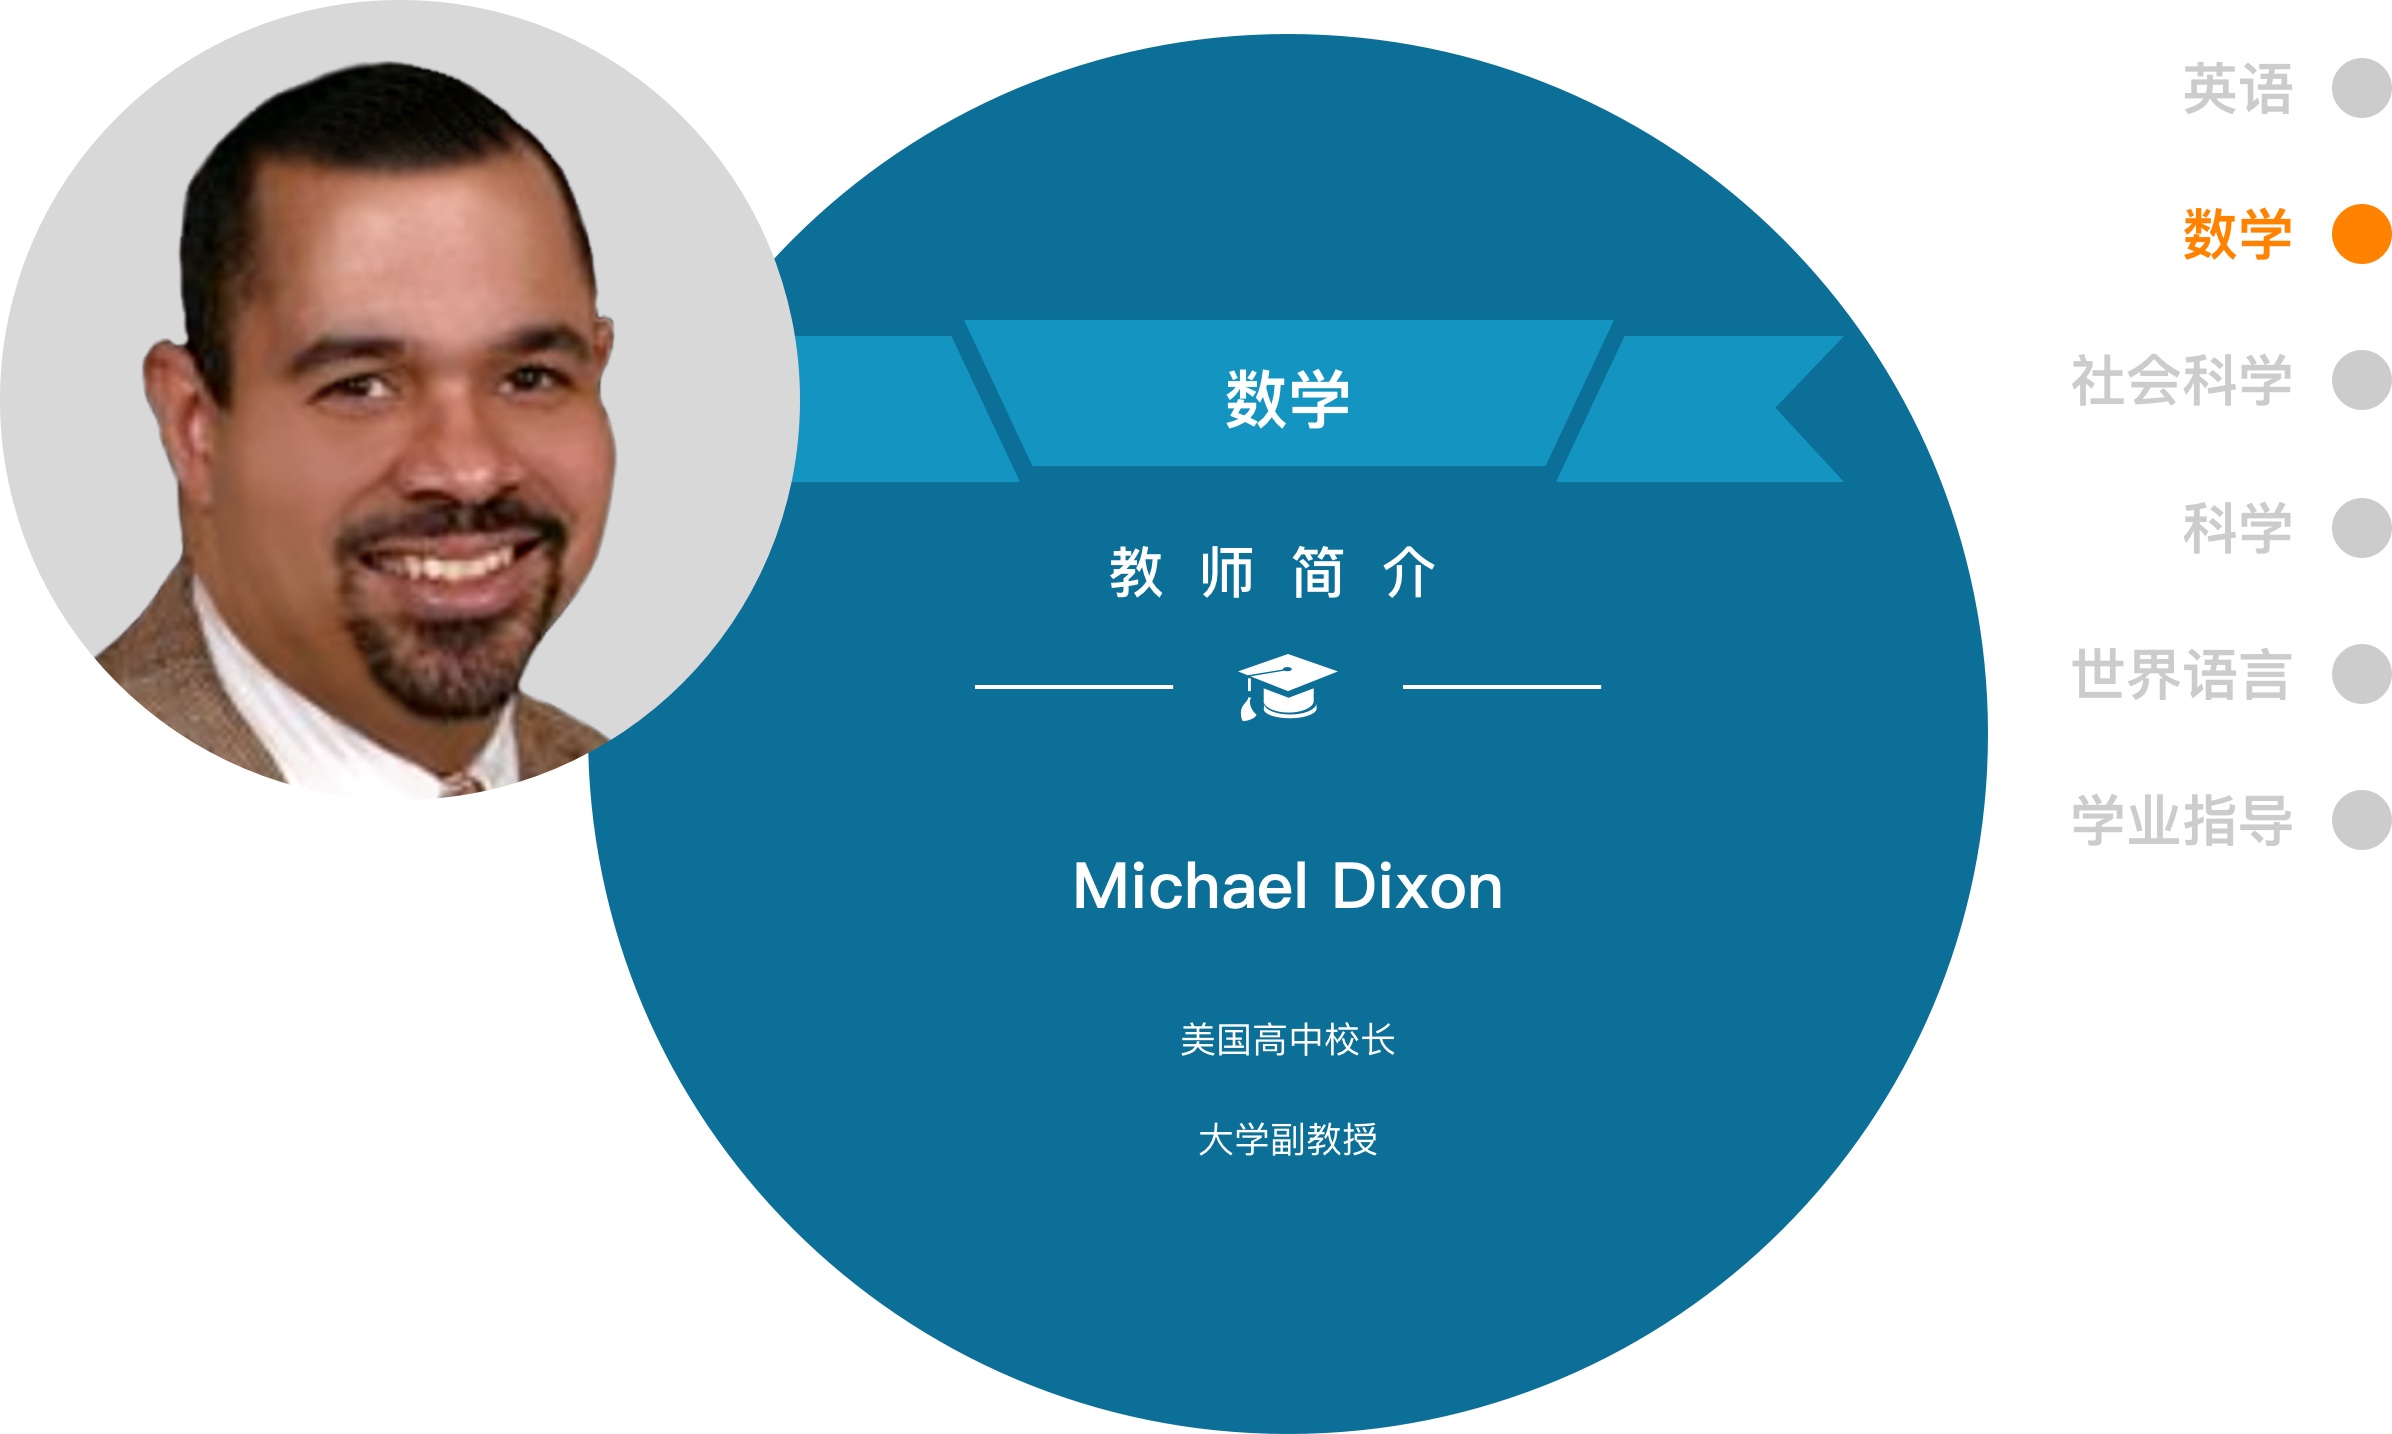 数学
教师简介
Michael Dixon
美国高中校长
大学副教授
英语
数学
社会科学
科学
世界语言
学业指导